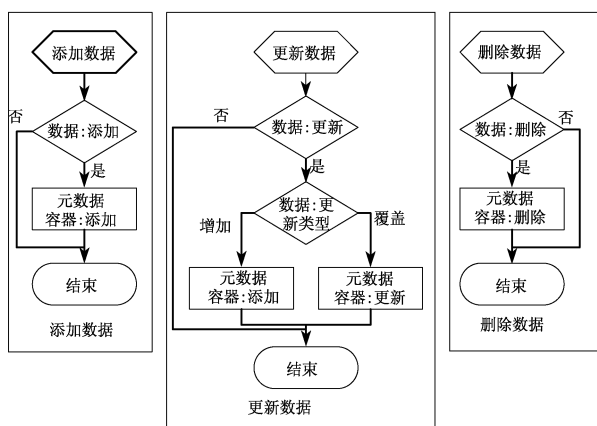 添加数据
否
数据:添加
是
元数据
容器:添加
结束
添加数据
更新数据
否
数据:更新
是
数据:更
新类型
增加
覆盖
元数据
容器:添加
元数据
容器:更新
结束
更新数据
删除数据
否
数据:删除
是
元数据
容器:删除
结束
删除数据